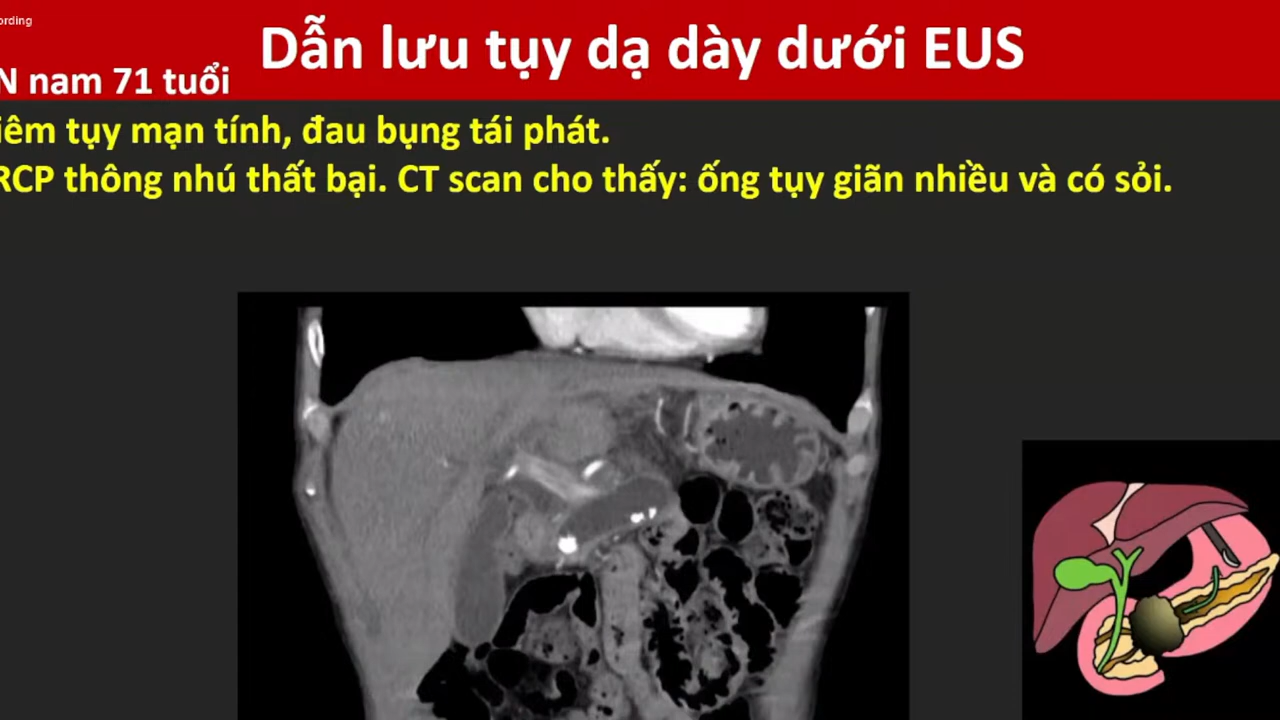 ording
Dẫn lưu tụy dạ dày dưới EUS
N nam 71 tuổi
iêm tụy mạn tính, đau bụng tái phát.
RCP thông nhú thất bại. CT scan cho thấy: ống tụy giãn nhiều và có sỏi.